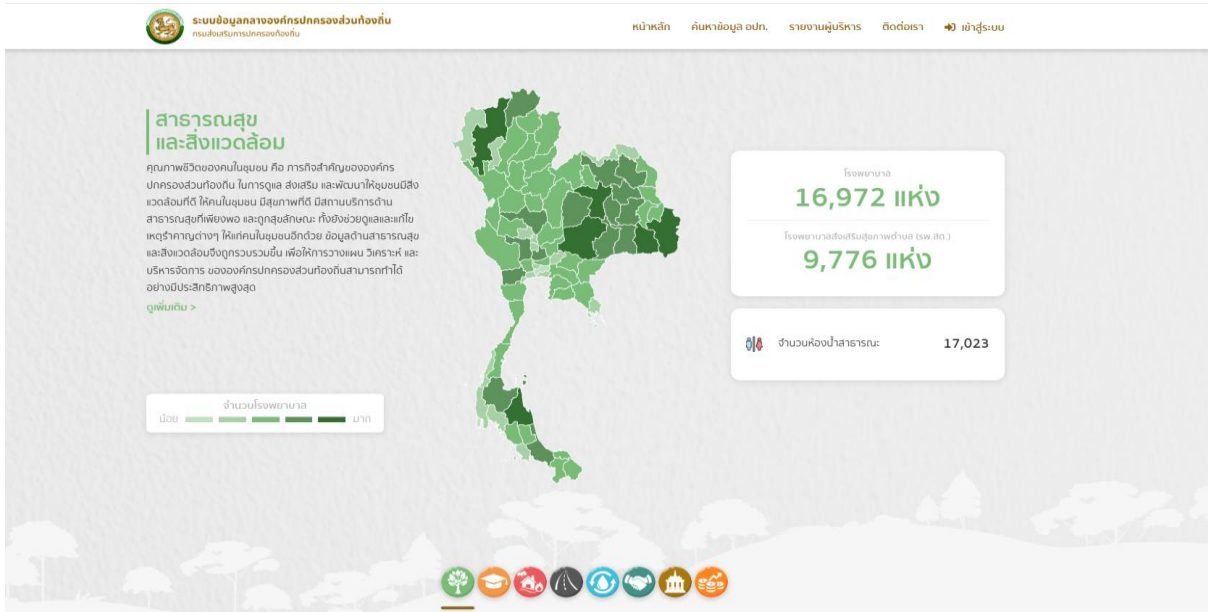 ระบบข้อมูลกลางองค์กรปกครองส่วนท้องถิ่น
กรมส่งเสริมการปกครองท้องถิ่น
หน้าหลัก ค้นหาข้อมูล อปท. รายงานผู้บริหาร ติดต่อเรา เข้าสู่ระบบ
สาธารณสุข
และสิ่งแวดล้อม
คุณภาพชีวิตของคนในชุมชน คือ ภารกิจสำคัญขององค์กร
ปกครองส่วนท้องถิ่น ในการดูแล ส่งเสริม และพัฒนาให้ชุมชนมีสิ่ง
แวดล้อมที่ดี ให้คนในชุมชน มีสุขภาพที่ดี มีสถานบริการด้าน
สาธารณสุขที่เพียงพอ และถูกสุขลักษณะ ทั้งยังช่วยดูแลและแก้ไข
เหตุรำคาญต่างๆ ให้แก่คนในชุมชนอีกด้วย ข้อมูลด้านสาธารณสุข
และสิ่งแวดล้อมจึงถูกรวบรวมขึ้น เพื่อให้การวางแผน วิเคราะห์ และ
บริหารจัดการ ขององค์กรปกครองส่วนท้องถิ่นสามารถทำได้
อย่างมีประสิทธิภาพสูงสุด
ดูเพิ่มเติม >
จำนวนโรงพยาบาล
น้อย มาก
โรงพยาบาล
16,972 แห่ง
โรงพยาบาลส่งเสริมสุขภาพตำบล (รพ.สต.)
9,776 แห่ง
จำนวนห้องน้ำสาธารณะ 17,023